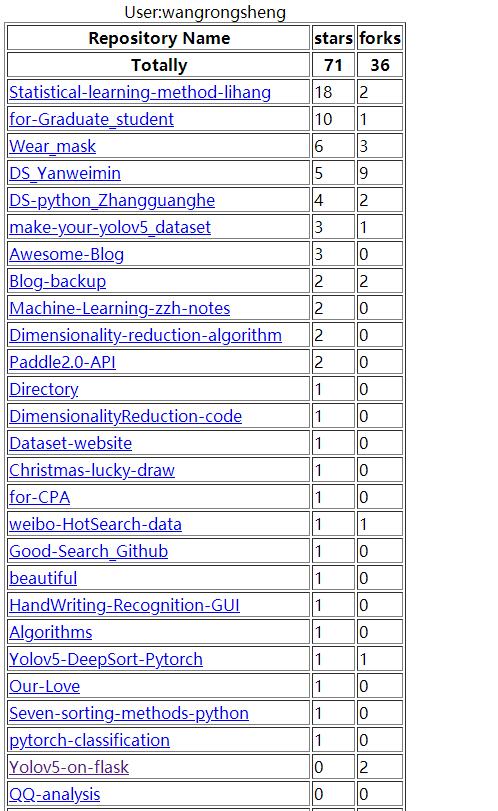 User:wangrongsheng
Repository Name stars forks
Totally 71 36
Statistical-learning-method-lihang 18 2
for-Graduate_student 10 1
Wear_mask 6 3
DS_Yanweimin 5 9
DS-python_Zhangguanghe 4 2
make-your-yolov5_dataset 3 1
Awesome-Blog 3 0
Blog-backup 2 2
Machine-Learning-zzh-notes 2 0
Dimensionality-reduction-algorithm 2 0
Paddle2.0-API 2 0
Directory 1 0
DimensionalityReduction-code 1 0
Dataset-website 1 0
Christmas-lucky-draw 1 0
for-CPA 1 0
weibo-HotSearch-data 1 1
Good-Search_Github 1 0
beautiful 1 0
HandWriting-Recognition-GUI 1 0
Algorithms 1 0
Yolov5-DeepSort-Pytorch 1 1
Our-Love 1 0
Seven-sorting-methods-python 1 0
pytorch-classification 1 0
Yolov5-on-flask 0 2
QQ-analysis 0 0